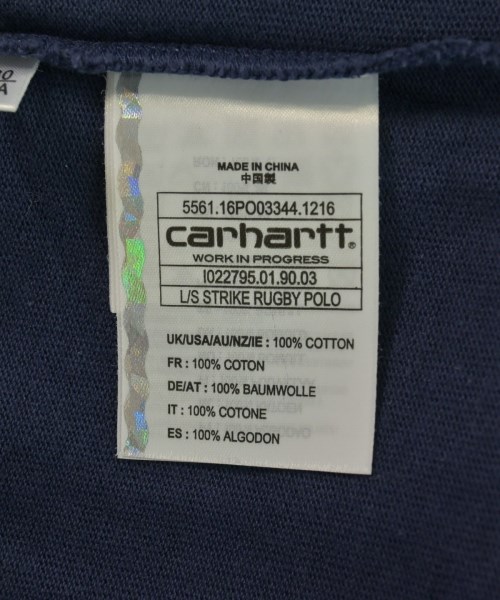 MADE IN CHINA
中国製
5561.16PO03344.1216
carhartt
WORK IN PROGRESS
I022795.01.90.03
L/S STRIKE RUGBY POLO
UK/USA/AU/NZ/IE : 100% COTTON
FR : 100% COTON
DE/AT : 100% BAUMWOLLE
IT : 100% COTONE
ES : 100% ALGODON